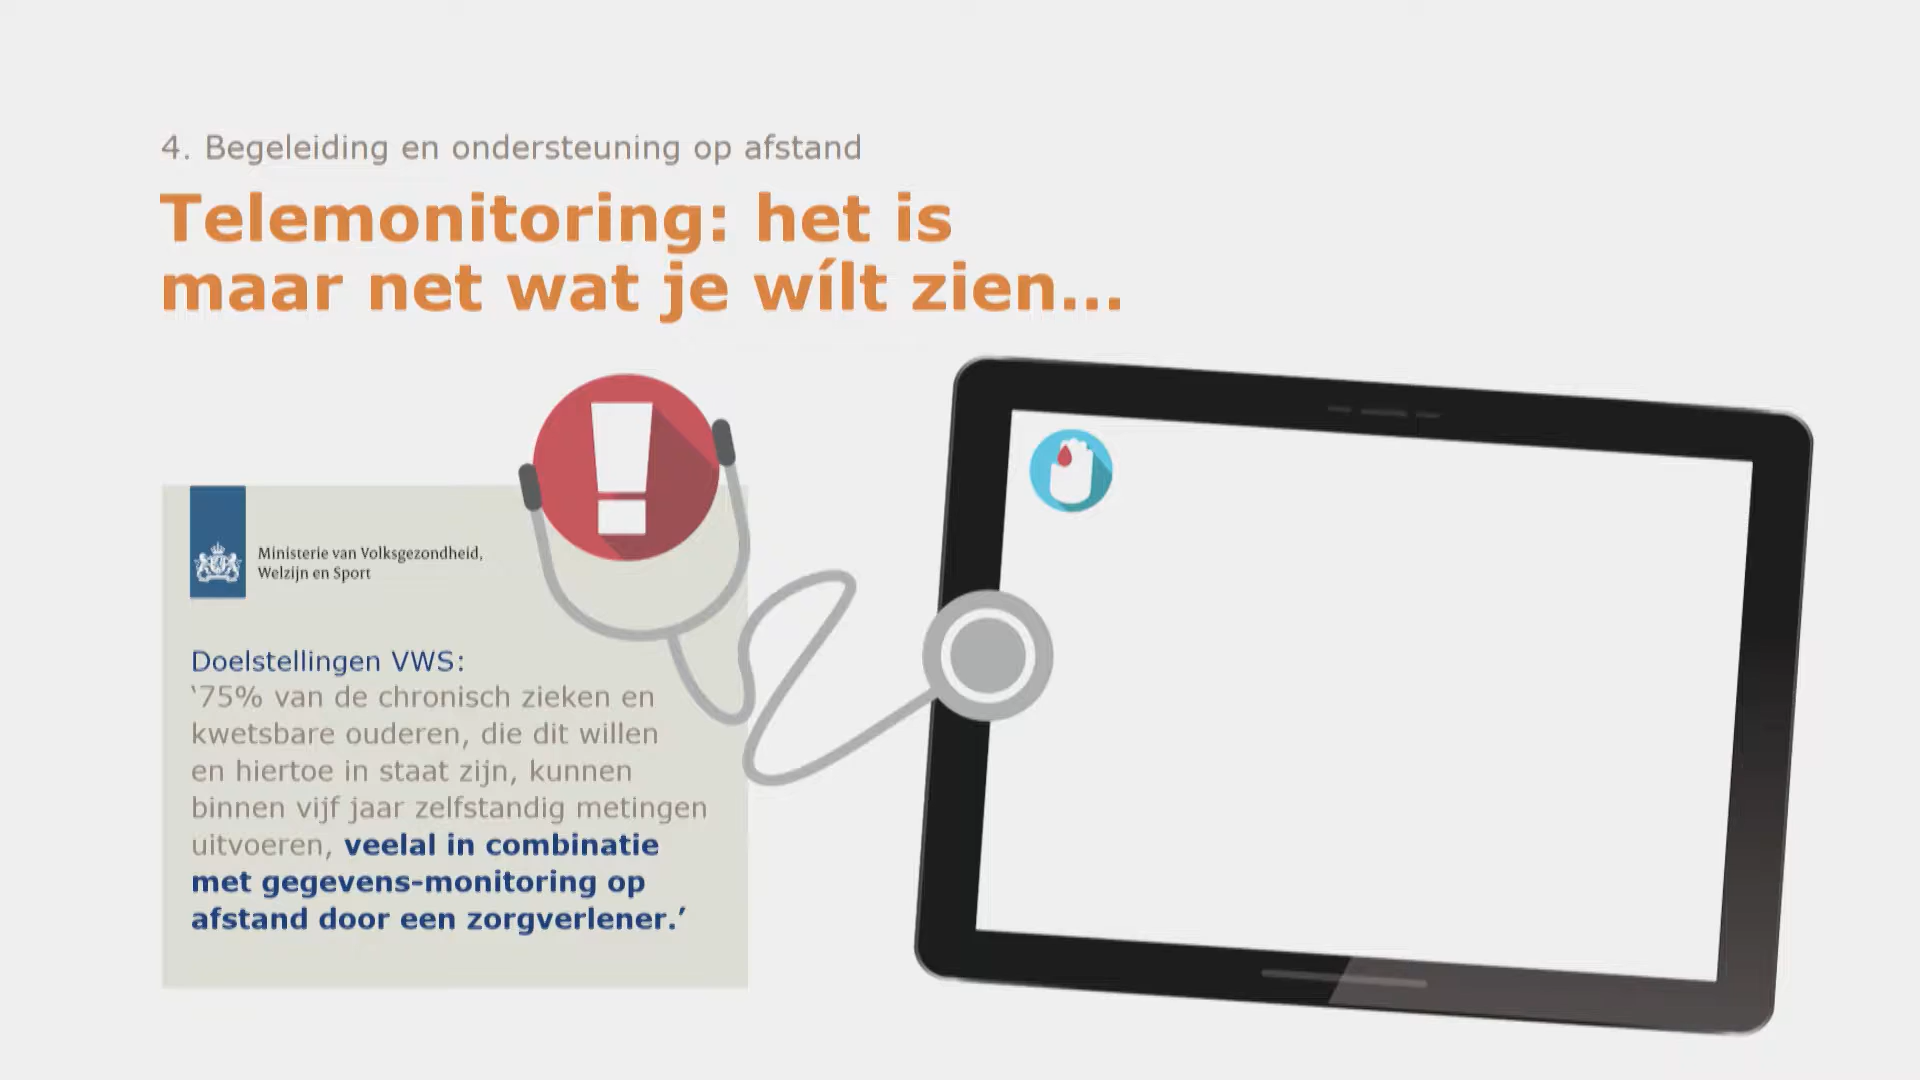 4. Begeleiding en ondersteuning op afstand
Telemonitoring: het is
maar net wat je wílt zien...
Ministerie van Volksgezondheid,
Welzijn en Sport
Doelstellingen VWS:
‘75% van de chronisch zieken en
kwetsbare ouderen, die dit willen
en hiertoe in staat zijn, kunnen
binnen vijf jaar zelfstandig metingen
uitvoeren, veelal in combinatie
met gegevens-monitoring op
afstand door een zorgverlener.’